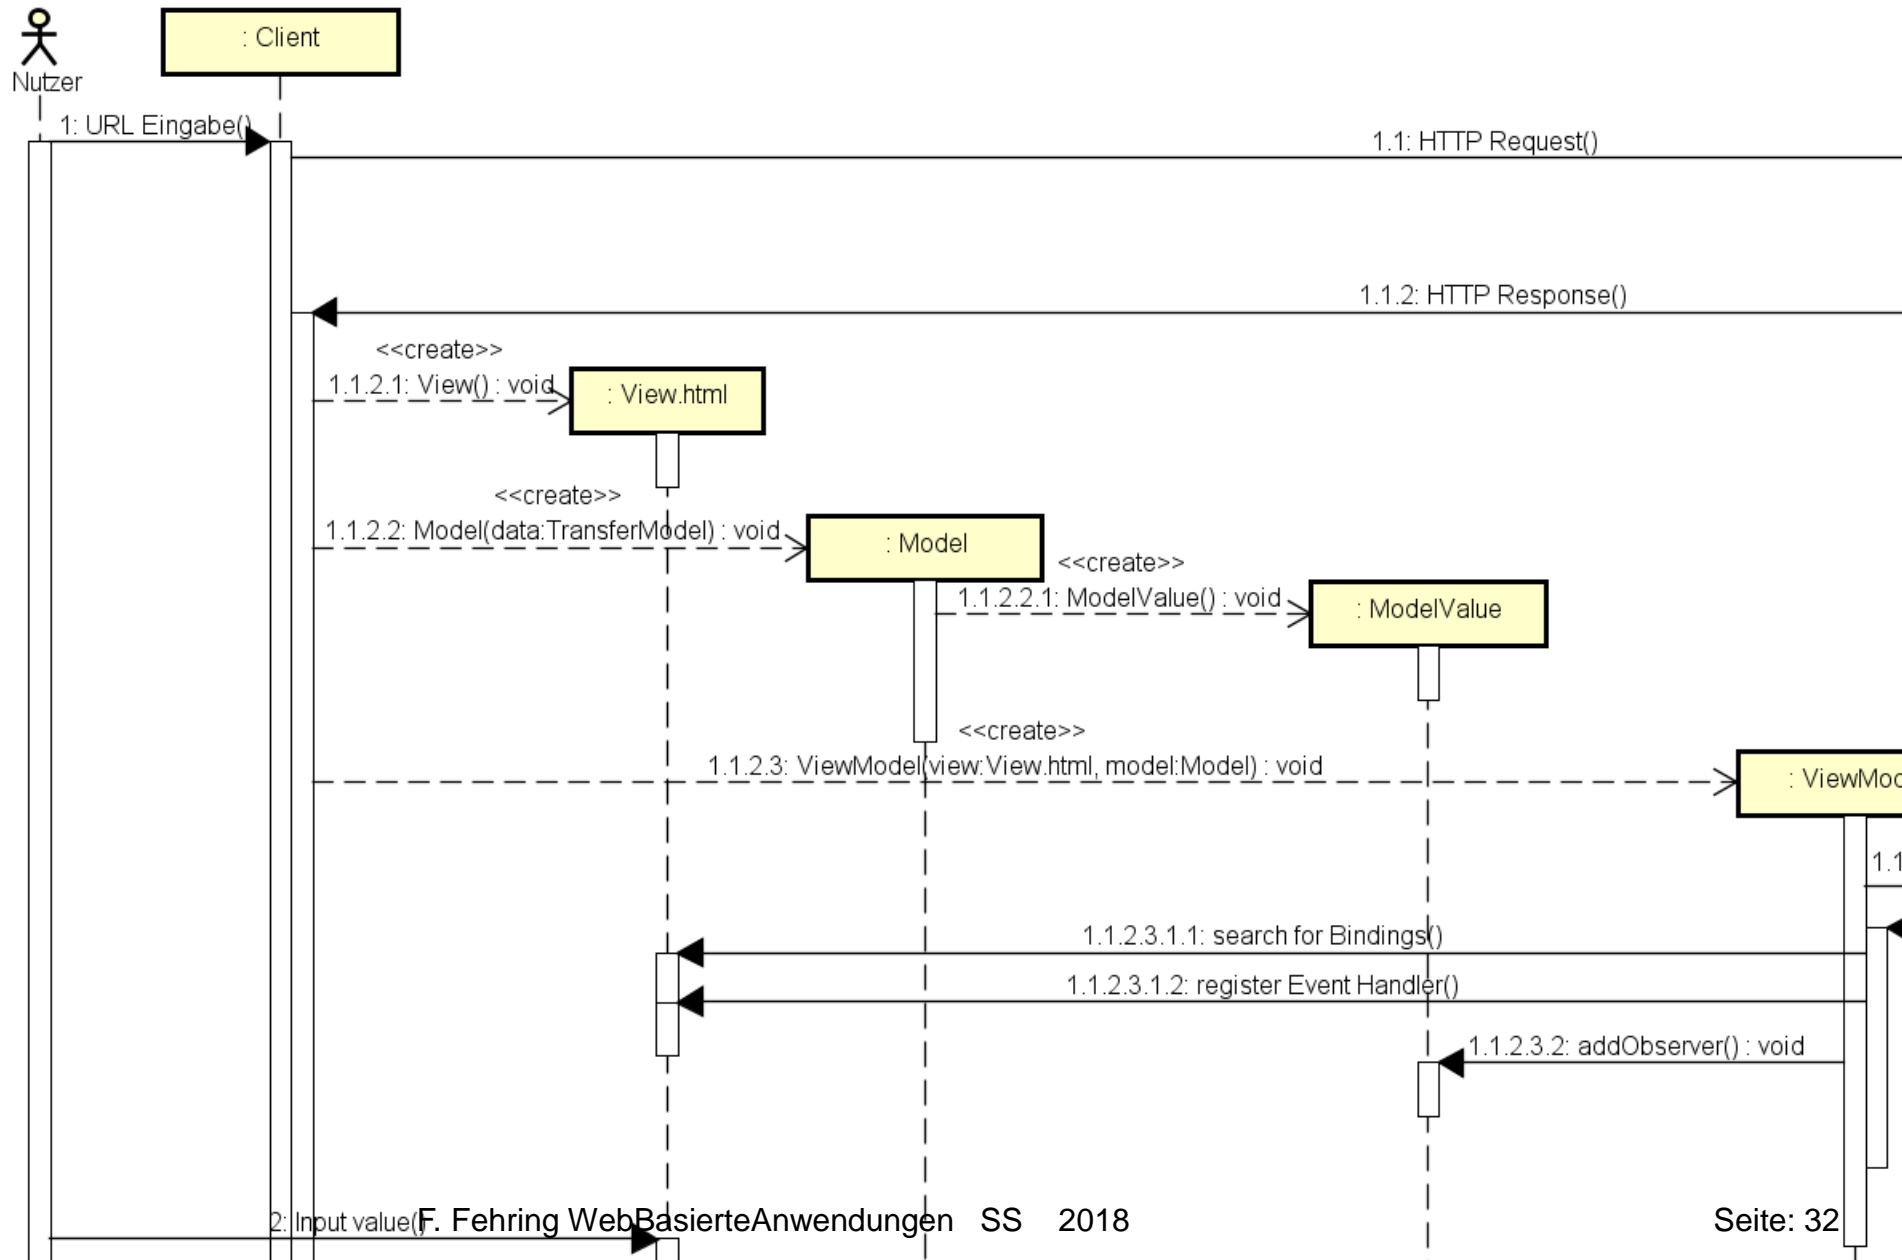 : Client
Nutzer
1: URL Eingabe()
1.1: HTTP Request()
1.1.2: HTTP Response()
<<create>>
1.1.2.1: View() : void
: View.html
<<create>>
1.1.2.2: Model(data:TransferModel) : void
: Model
<<create>>
1.1.2.2.1: ModelValue() : void
: ModelValue
<<create>>
1.1.2.3: ViewModel(view:View.html, model:Model) : void
: ViewMod
1.1
1.1.2.3.1.1: search for Bindings()
1.1.2.3.1.2: register Event Handler()
1.1.2.3.2: addObserver() : void
2: Input value()
F. Fehring WebBasierteAnwendungen SS 2018
Seite: 32